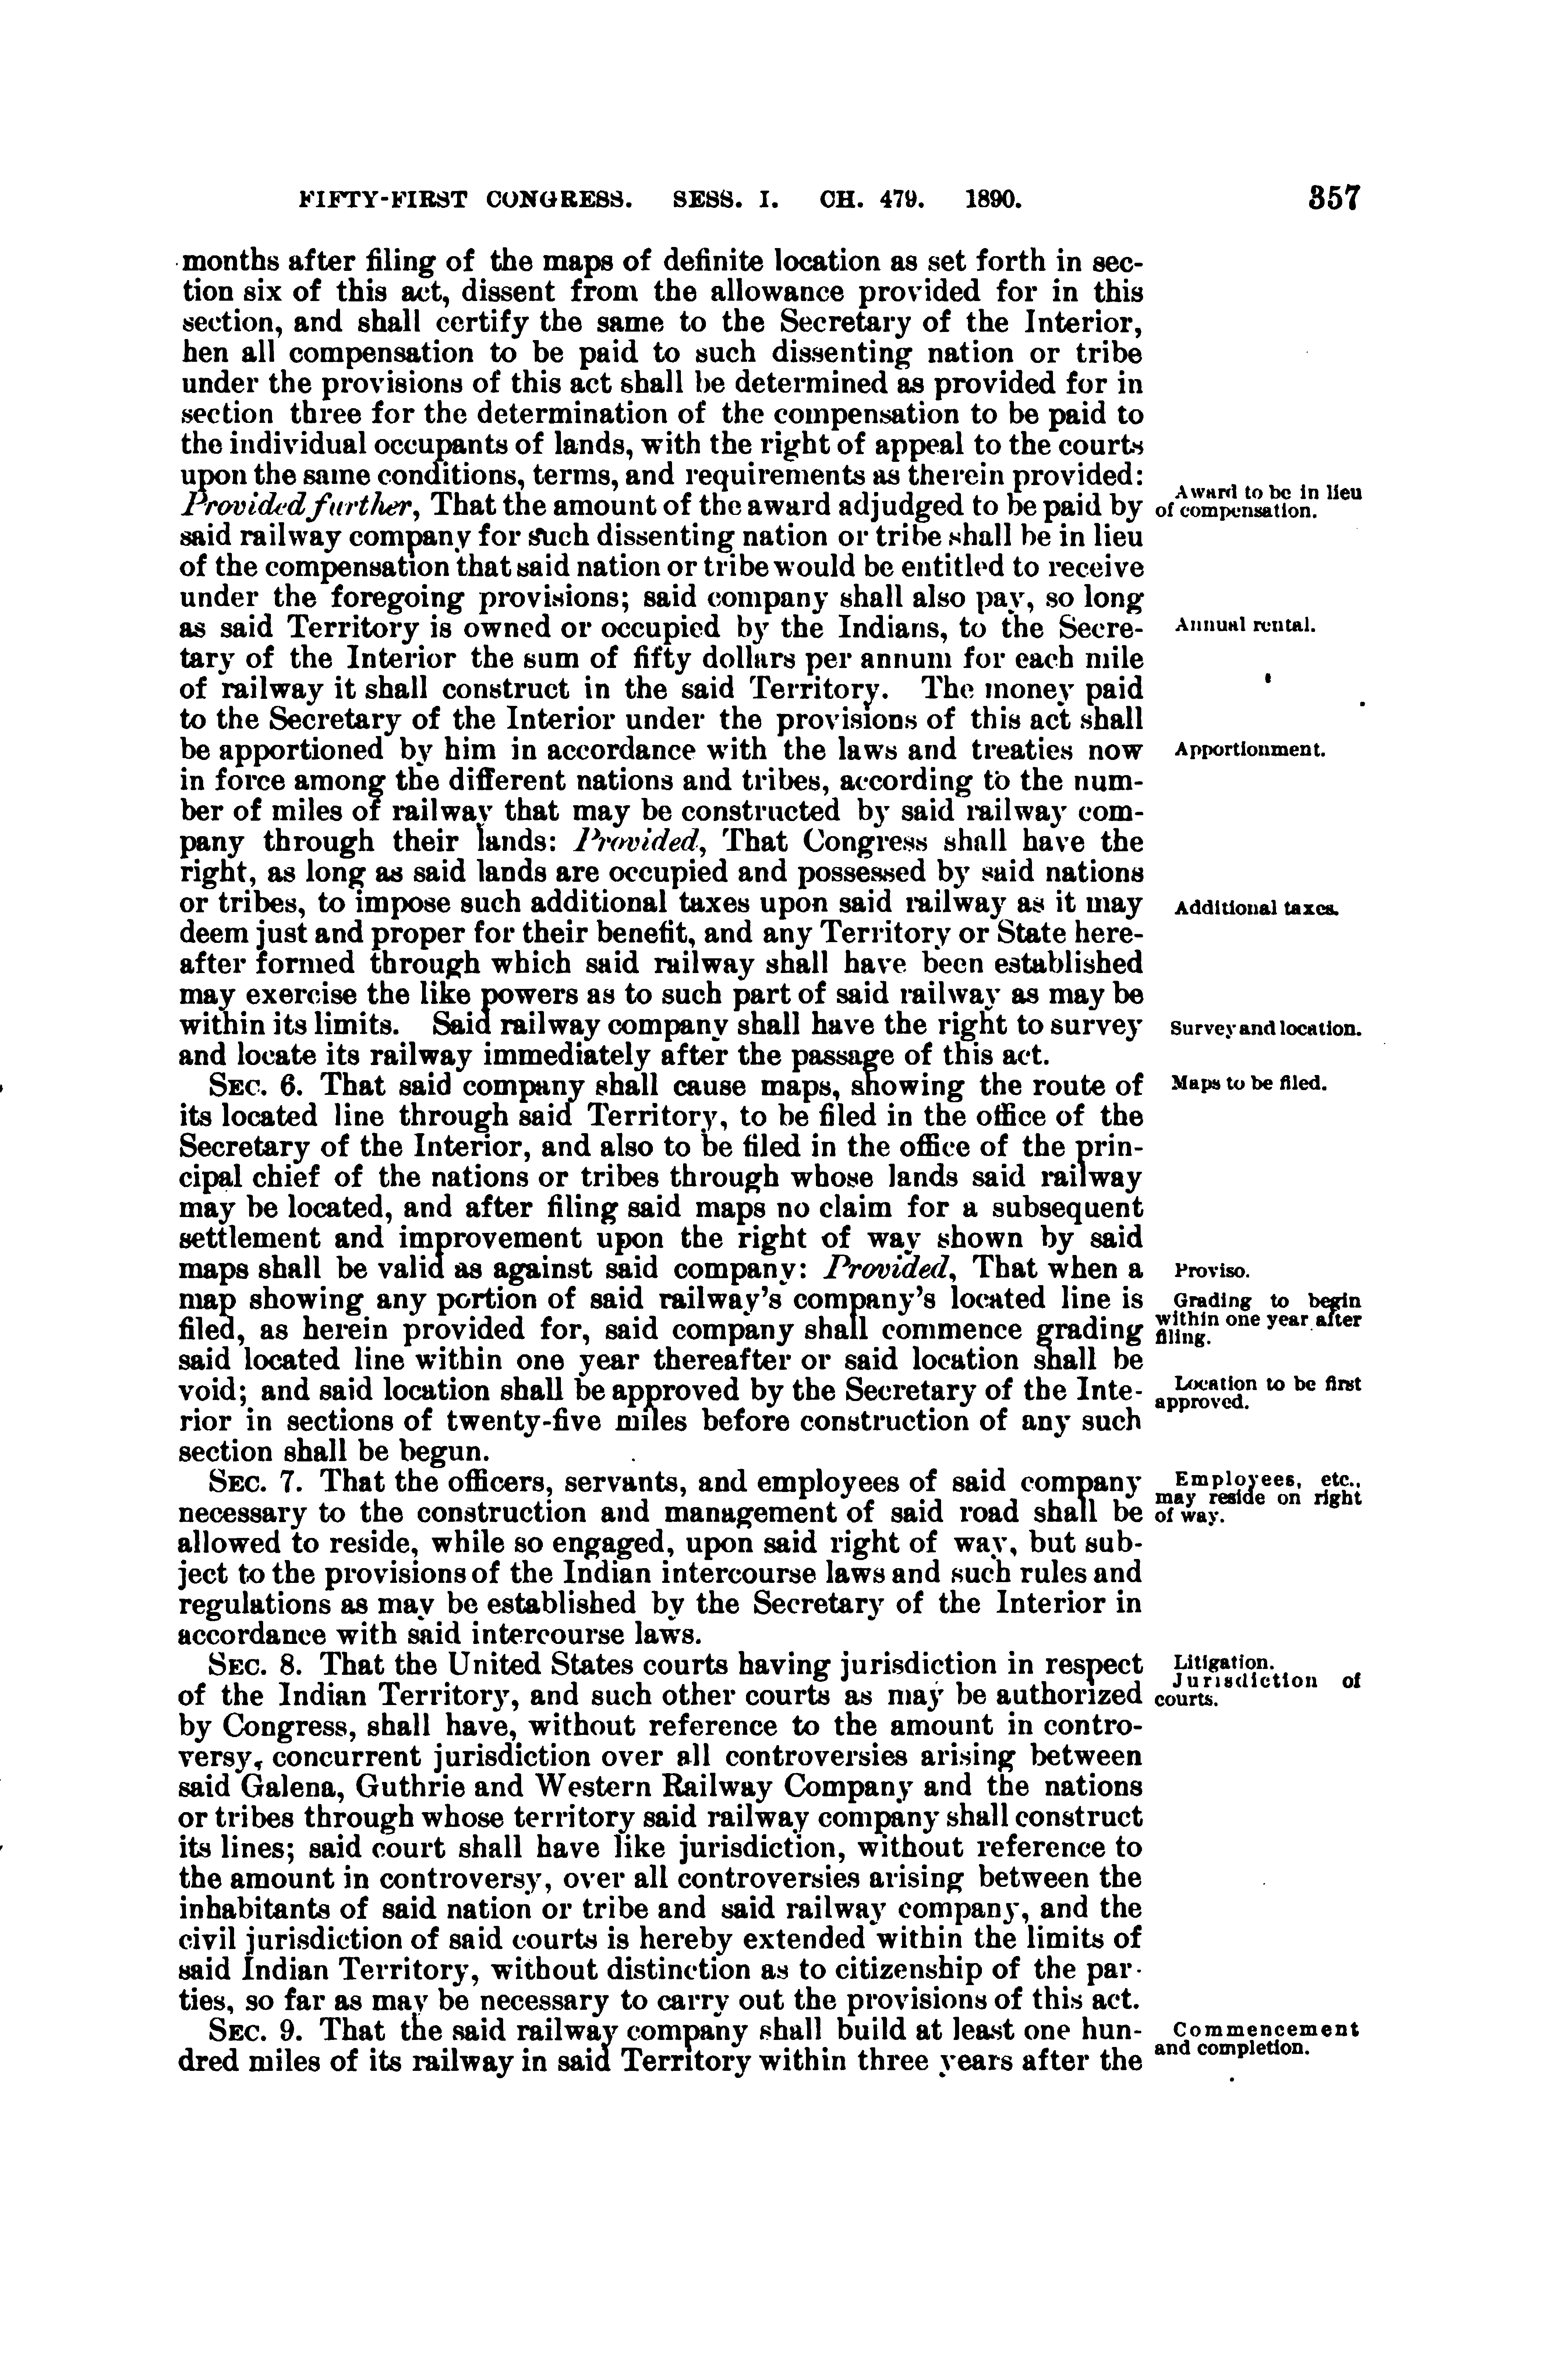 FIFTY-FIRST CONGRESS. SESS. I. CH. 479. 1890. 357
months after filing of the maps of definite location as set forth in sec-
tion six of this act, dissent from the allowance provided for in this
section, and shall certify the same to the Secretary of the Interior,
hen all compensation to be paid to such dissenting nation or tribe
under the provisions of this act shall be determined as provided for in
section three for the determination of the compensation to be paid to
the individual occupants of lands, with the right of appeal to the courts
upon the same conditions, terms, and requirements as therein provided:
Provided further, That the amount of the award adjudged to be paid by
said railway company for such dissenting nation or tribe shall be in lieu
of the compensation that said nation or tribe would be entitled to receive
under the foregoing provisions; said company shall also pay, so long
as said Territory is owned or occupied by the Indians, to the Secre-
tary of the Interior the sum of fifty dollars per annum for each mile
of railway it shall construct in the said Territory. The money paid
to the Secretary of the Interior under the provisions of this act shall
be apportioned by him in accordance with the laws and treaties now
in force among the different nations and tribes, according to the num-
ber of miles of railway that may be constructed by said railway com-
pany through their lands: Provided, That Congress shall have the
right, as long as said lands are occupied and possessed by said nations
or tribes, to impose such additional taxes upon said railway as it may
deem just and proper for their benefit, and any Territory or State here-
after formed through which said railway shall have been established
may exercise the like powers as to such part of said railway as may be
within its limits. Said railway company shall have the right to survey
and locate its railway immediately after the passage of this act.
SEC. 6. That said company shall cause maps, showing the route of
its located line through said Territory, to be filed in the office of the
Secretary of the Interior, and also to be filed in the office of the prin-
cipal chief of the nations or tribes through whose lands said railway
may be located, and after filing said maps no claim for a subsequent
settlement and improvement upon the right of way shown by said
maps shall be valid as against said company: Provided, That when a
map showing any portion of said railway's company's located line is
filed, as herein provided for, said company shall commence grading
said located line within one year thereafter or said location shall be
void; and said location shall be approved by the Secretary of the Inte-
rior in sections of twenty-five miles before construction of any such
section shall be begun.
SEC. 7. That the officers, servants, and employees of said company
necessary to the construction and management of said road shall be
allowed to reside, while so engaged, upon said right of way, but sub-
ject to the provisions of the Indian intercourse laws and such rules and
regulations as may be established by the Secretary of the Interior in
accordance with said intercourse laws.
SEC. 8. That the United States courts having jurisdiction in respect
of the Indian Territory, and such other courts as may be authorized
by Congress, shall have, without reference to the amount in contro-
versy, concurrent jurisdiction over all controversies arising between
said Galena, Guthrie and Western Railway Company and the nations
or tribes through whose territory said railway company shall construct
its lines; said court shall have like jurisdiction, without reference to
the amount in controversy, over all controversies arising between the
inhabitants of said nation or tribe and said railway company, and the
civil jurisdiction of said courts is hereby extended within the limits of
said Indian Territory, without distinction as to citizenship of the par-
ties, so far as may be necessary to carry out the provisions of this act.
SEC. 9. That the said railway company shall build at least one hun-
dred miles of its railway in said Territory within three years after the
Award to be in lieu
of compensation.
Annual rental.
Apportionment.
Additional taxes.
Survey and location.
Maps to be filed.
Proviso.
Grading to begin
within one year after
filing.
Location to be first
approved.
Employees, etc.,
may reside on right
of way.
Litigation.
Jurisdiction of
courts.
Commencement
and completion.